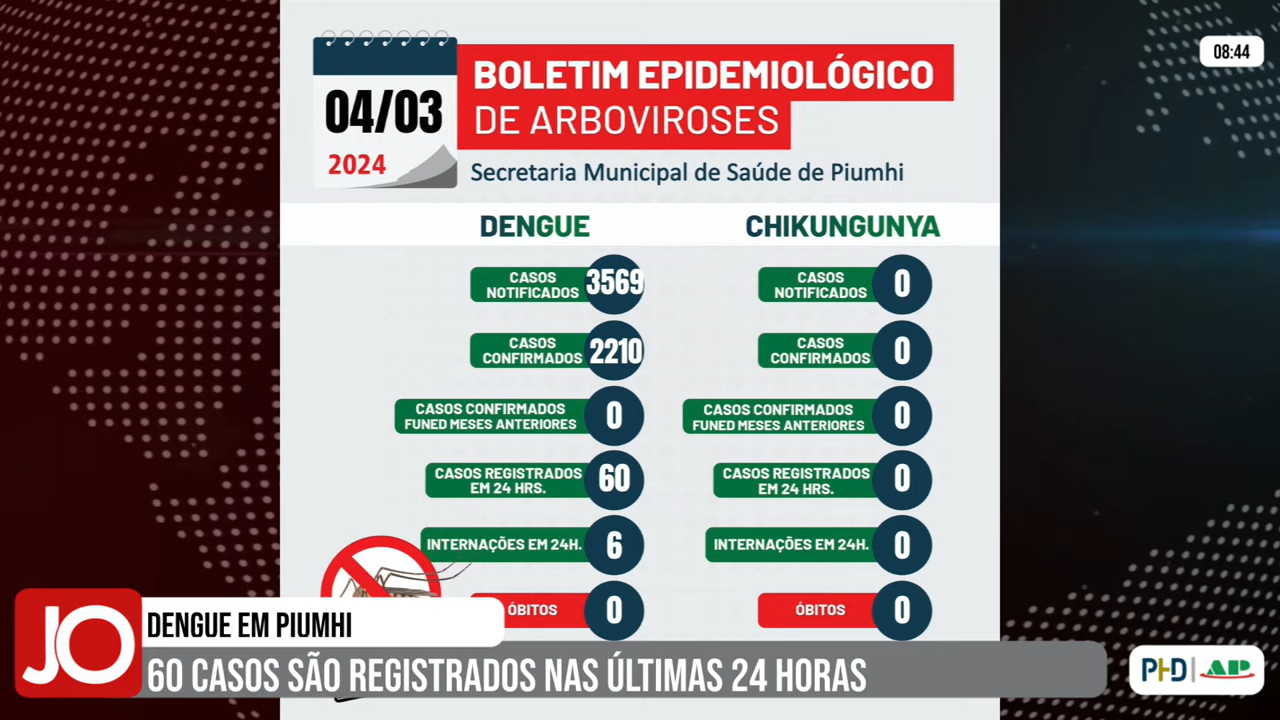 08:44
04/03
2024
BOLETIM EPIDEMIOLÓGICO
DE ARBOVIROSES
Secretaria Municipal de Saúde de Piumhi
DENGUE
CASOS
NOTIFICADOS
3569
CASOS
CONFIRMADOS
2210
CASOS CONFIRMADOS
FUNED MESES ANTERIORES
0
CASOS REGISTRADOS
EM 24 HRS.
60
INTERNAÇÕES EM 24H.
6
ÓBITOS
0
CHIKUNGUNYA
CASOS
NOTIFICADOS
0
CASOS
CONFIRMADOS
0
CASOS CONFIRMADOS
FUNED MESES ANTERIORES
0
CASOS REGISTRADOS
EM 24 HRS.
0
INTERNAÇÕES EM 24H.
0
ÓBITOS
0
JO
DENGUE EM PIUMHI
60 CASOS SÃO REGISTRADOS NAS ÚLTIMAS 24 HORAS
PHD | AP